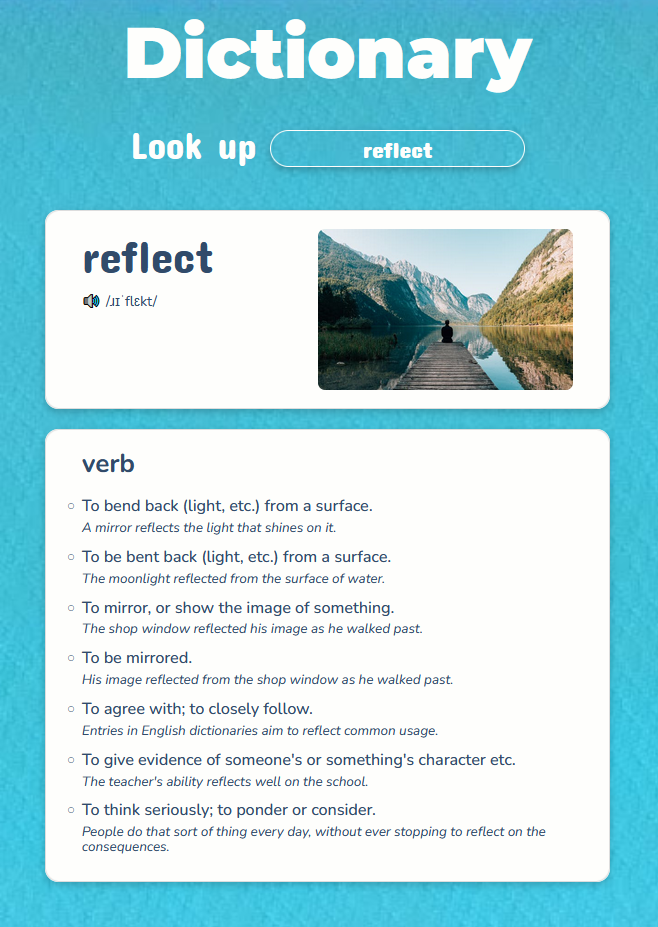 Dictionary
Look up reflect
reflect
/ɹɪˈflɛkt/
verb
To bend back (light, etc.) from a surface.
A mirror reflects the light that shines on it.
To be bent back (light, etc.) from a surface.
The moonlight reflected from the surface of water.
To mirror, or show the image of something.
The shop window reflected his image as he walked past.
To be mirrored.
His image reflected from the shop window as he walked past.
To agree with; to closely follow.
Entries in English dictionaries aim to reflect common usage.
To give evidence of someone's or something's character etc.
The teacher's ability reflects well on the school.
To think seriously; to ponder or consider.
People do that sort of thing every day, without ever stopping to reflect on the
consequences.